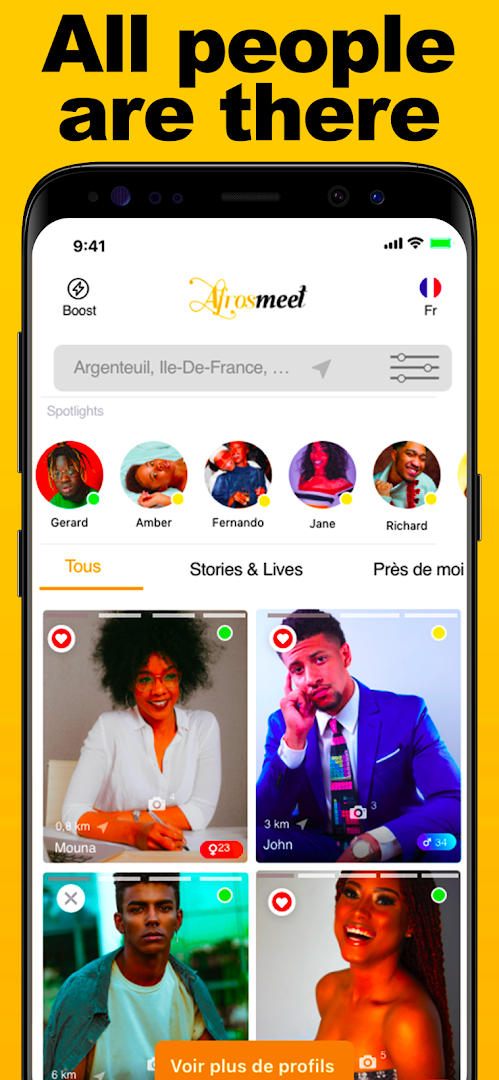 All people
are there
9:41
Boost
Afrosmeet
Fr
Argenteuil, Ile-De-France, ...
Spotlights
Gerard
Amber
Fernando
Jane
Richard
Tous
Stories & Lives
Près de moi
4
0,8 km
Mouna
23
3
3 km
John
34
6 km
5
Voir plus de profils